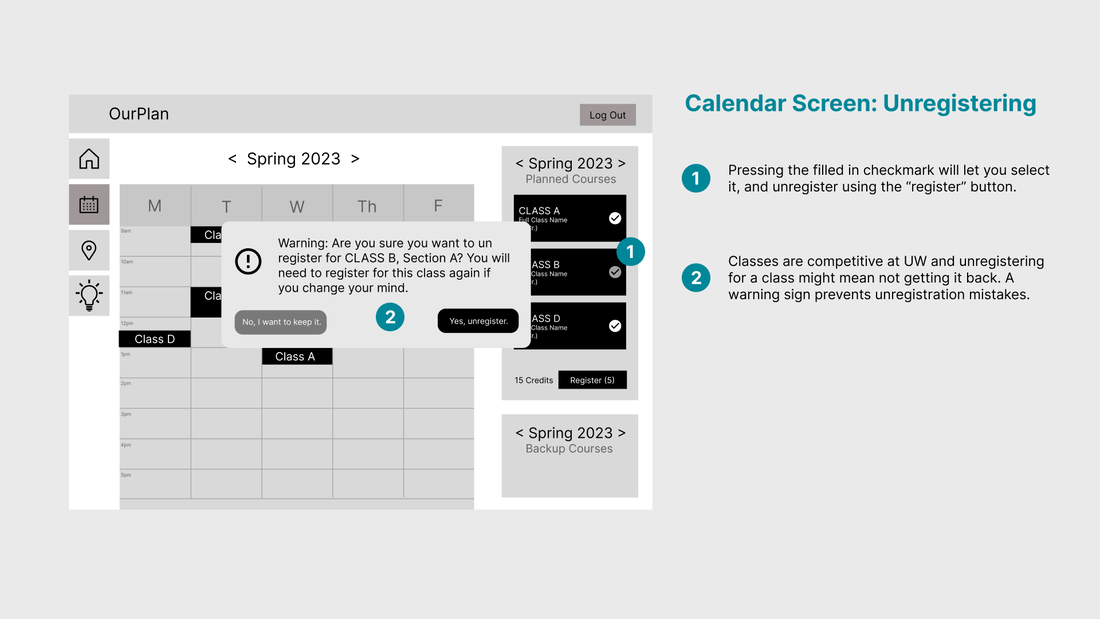 OurPlan
Log Out
Calendar Screen: Unregistering
< Spring 2023 >
M
T
W
Th
F
9am
10am
11am
12pm
1pm
2pm
3pm
4pm
5pm
Cla
Cla
Class D
Class A
Warning: Are you sure you want to un
register for CLASS B, Section A? You will
need to register for this class again if
you change your mind.
No, I want to keep it.
Yes, unregister.
2
< Spring 2023 >
Planned Courses
CLASS A
Full Class Name
r.)
1
ASS B
Class Name
r.)
ASS D
Class Name
r.)
15 Credits
Register (5)
< Spring 2023 >
Backup Courses
1
Pressing the filled in checkmark will let you select
it, and unregister using the “register” button.
2
Classes are competitive at UW and unregistering
for a class might mean not getting it back. A
warning sign prevents unregistration mistakes.